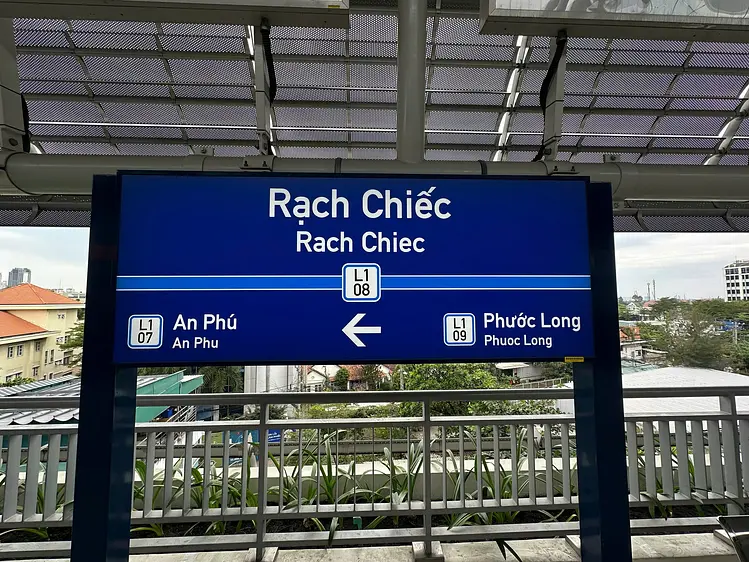 Rạch Chiếc
Rach Chiec
L1
08
L1
07
An Phú
An Phu
L1
09
Phước Long
Phuoc Long